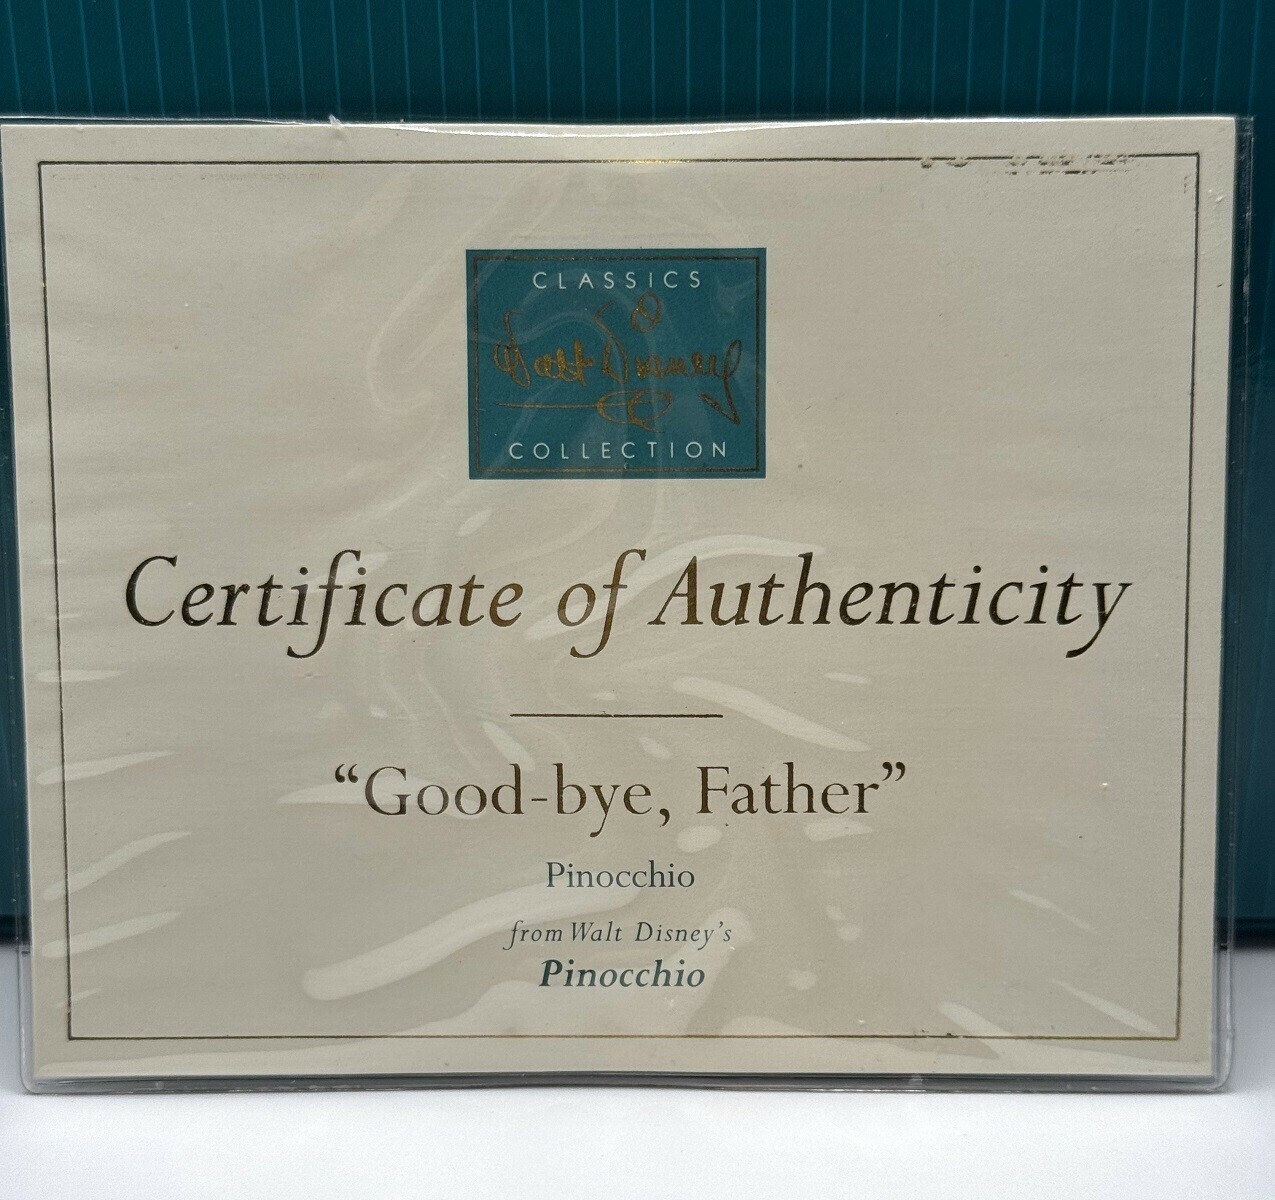 CLASSICS
Walt Disney
COLLECTION
Certificate of Authenticity
“Good-bye, Father”
Pinocchio
from Walt Disney’s
Pinocchio